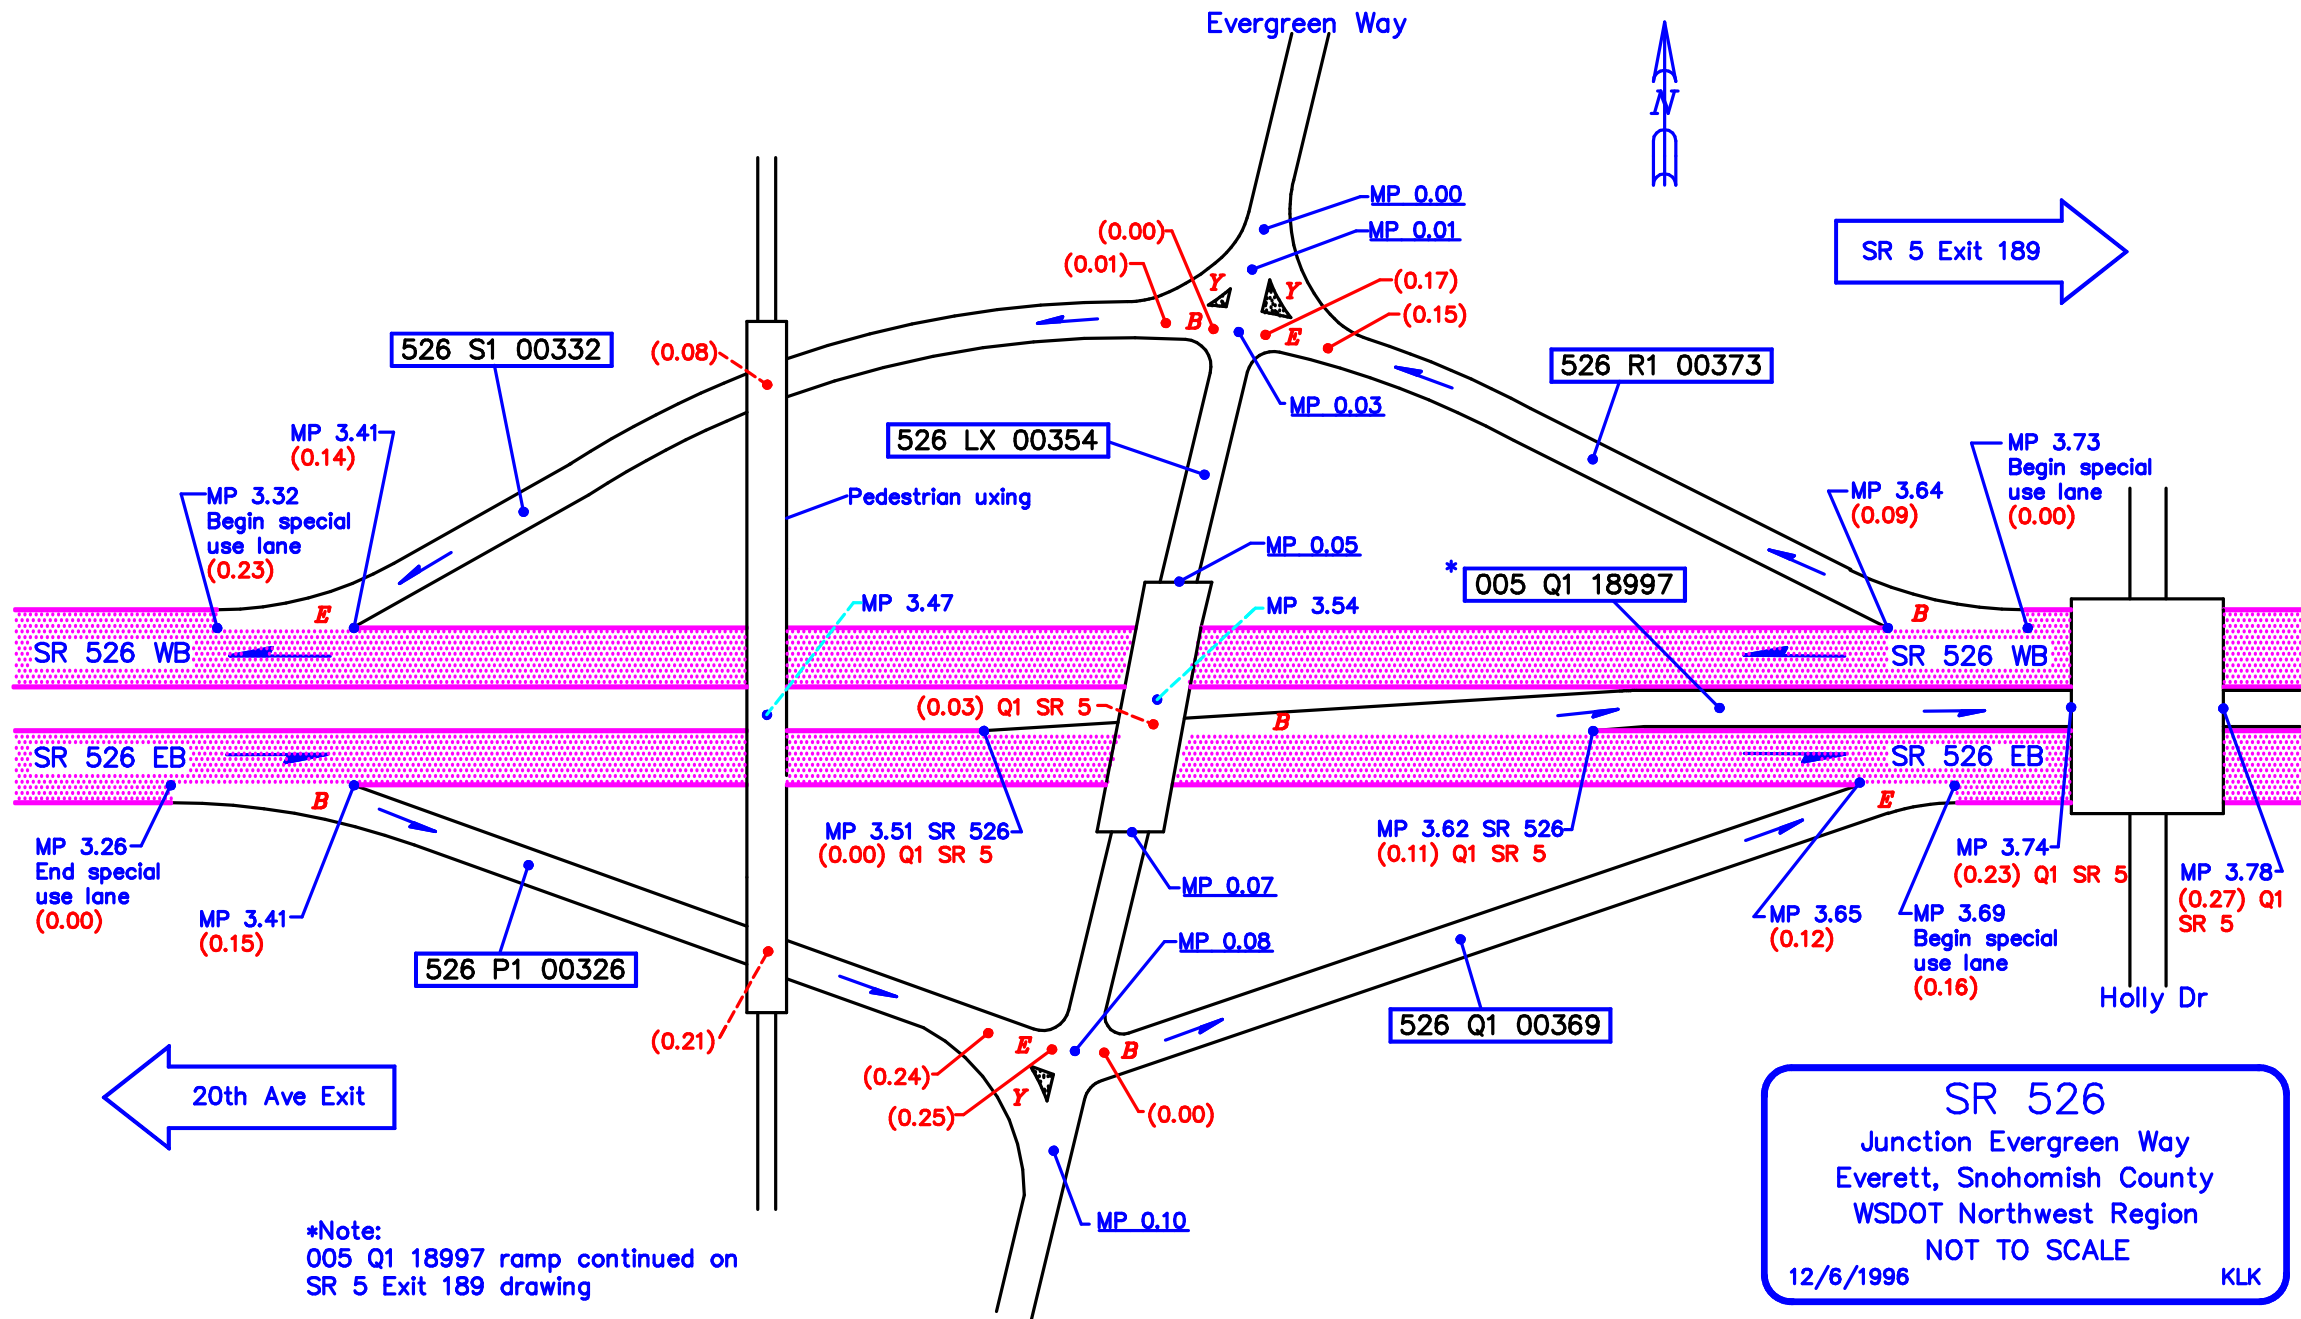 Evergreen Way
N
MP 0.00
MP 0.01
(0.00)
(0.01)
Y
Y
(0.17)
(0.15)
B
E
SR 5 Exit 189
526 S1 00332
(0.08)
526 R1 00373
MP 0.03
526 LX 00354
MP 3.41
(0.14)
MP 3.73
Begin special
use lane
(0.00)
MP 3.32
Begin special
use lane
(0.23)
Pedestrian uxing
MP 3.64
(0.09)
MP 0.05
* 005 Q1 18997
MP 3.47
MP 3.54
E
B
SR 526 WB
SR 526 WB
(0.03) Q1 SR 5
B
SR 526 EB
SR 526 EB
B
E
MP 3.26
End special
use lane
(0.00)
MP 3.51 SR 526
(0.00) Q1 SR 5
MP 3.62 SR 526
(0.11) Q1 SR 5
MP 3.74
(0.23) Q1 SR 5
MP 3.78
(0.27) Q1
SR 5
MP 0.07
MP 3.41
(0.15)
MP 3.65
(0.12)
MP 3.69
Begin special
use lane
(0.16)
MP 0.08
526 P1 00326
Holly Dr
526 Q1 00369
(0.21)
E
B
(0.24)
(0.25)
Y
(0.00)
20th Ave Exit
MP 0.10
*Note:
005 Q1 18997 ramp continued on
SR 5 Exit 189 drawing
SR 526
Junction Evergreen Way
Everett, Snohomish County
WSDOT Northwest Region
NOT TO SCALE
12/6/1996 KLK